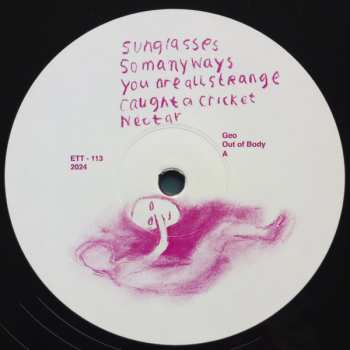 Sunglasses
So many ways
You are all strange
caught a cricket
Nectar
Geo
Out of Body
A
ETT - 113
2024